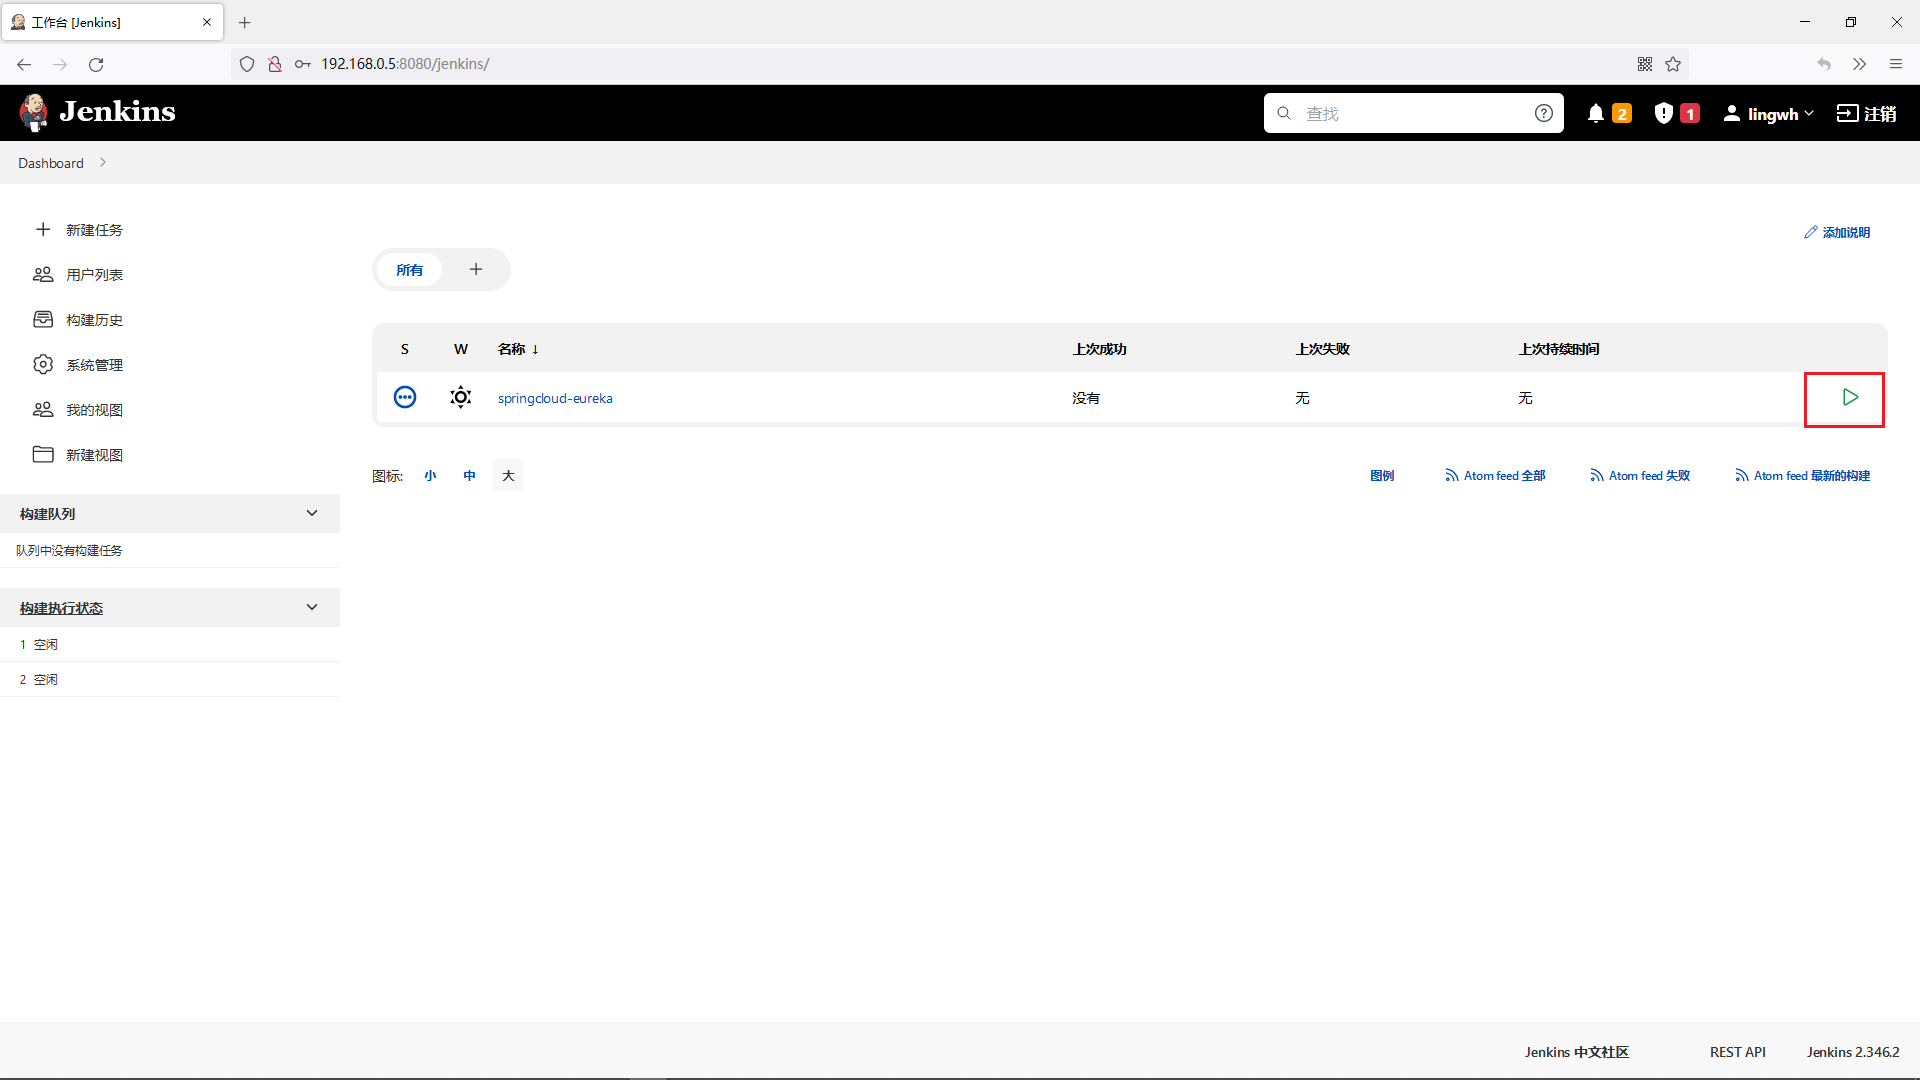 工作台 [Jenkins]
192.168.0.5:8080/jenkins/
Jenkins
查找
2
1
lingwh
注销
Dashboard
新建任务
用户列表
构建历史
系统管理
我的视图
新建视图
构建队列
队列中没有构建任务
构建执行状态
1 空闲
2 空闲
添加说明
所有
S W 名称 ↓ 上次成功 上次失败 上次持续时间
springcloud-eureka 没有 无 无
图标: 小 中 大
图例 Atom feed 全部 Atom feed 失败 Atom feed 最新的构建
Jenkins 中文社区 REST API Jenkins 2.346.2